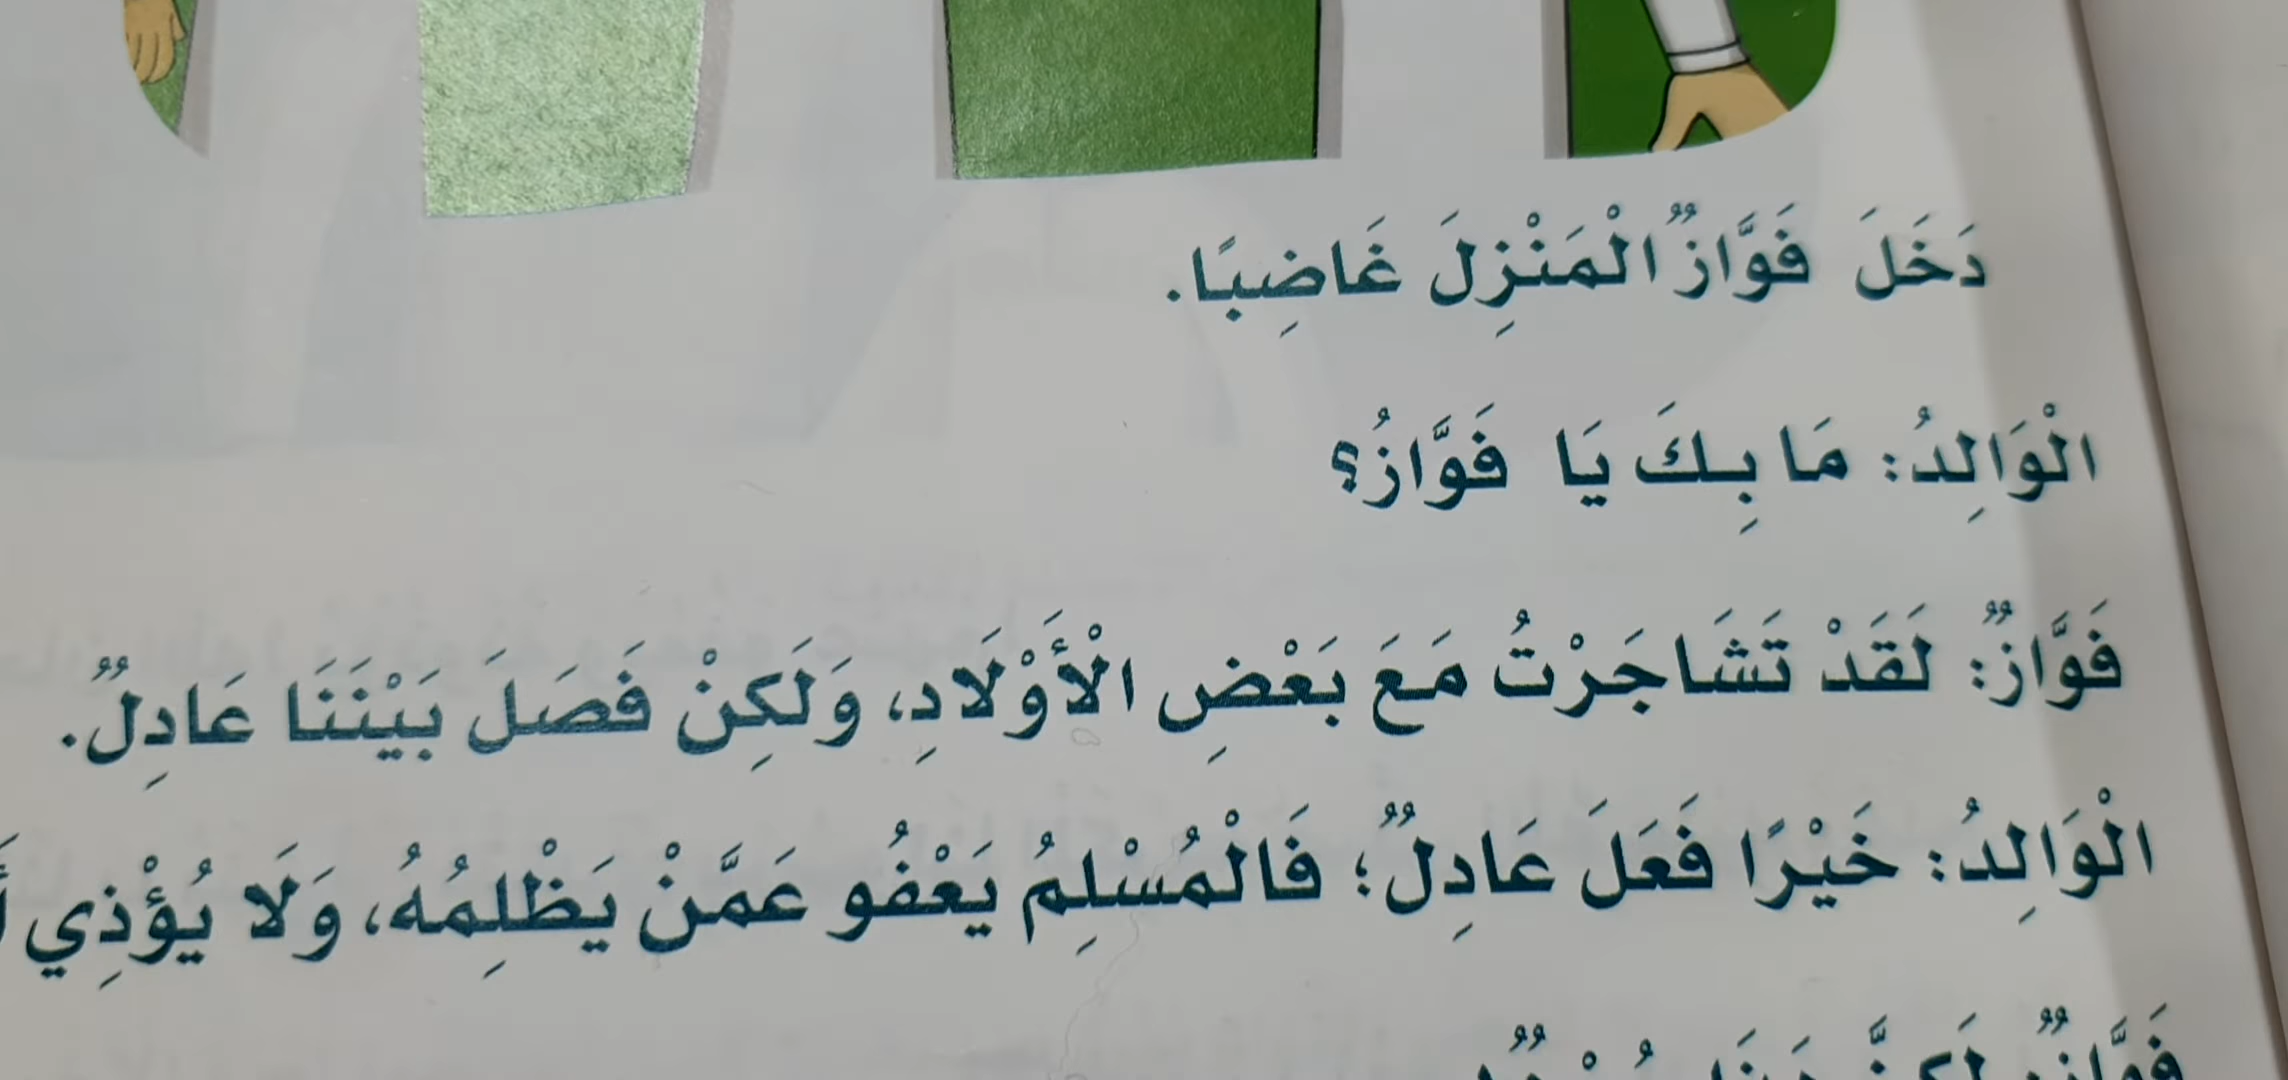 دَخَلَ فَوَّازٌ الْمَنْزِلَ غَاضِبًا.
الْوَالِدُ: مَا بِكَ يَا فَوَّازُ؟
فَوَّازٌ: لَقَدْ تَشَاجَرْتُ مَعَ بَعْضِ الْأَوْلَادِ، وَلَكِنْ فَصَلَ بَيْنَنَا عَادِلٌ.
الْوَالِدُ: خَيْرًا فَعَلَ عَادِلٌ؛ فَالْمُسْلِمُ يَعْفُو عَمَّنْ يَظْلِمُهُ، وَلَا يُؤْذِي